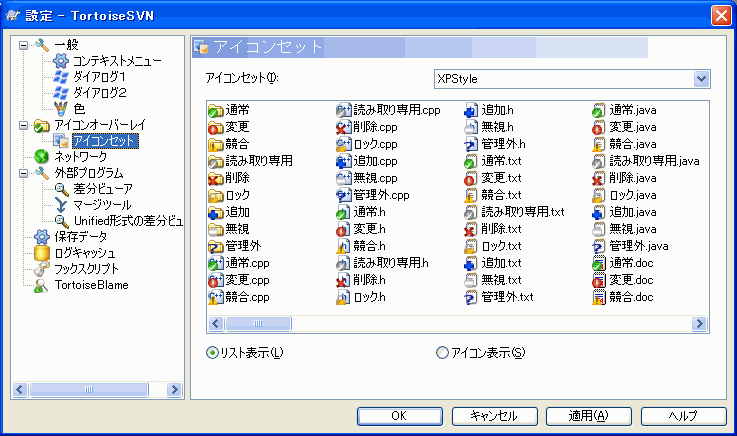 設定 - TortoiseSVN
一般
コンテキストメニュー
ダイアログ1
ダイアログ2
色
アイコンオーバーレイ
アイコンセット
ネットワーク
外部プログラム
差分ビューア
マージツール
Unified形式の差分ビュ
保存データ
ログキャッシュ
フックスクリプト
TortoiseBlame
アイコンセット
アイコンセット(I): XPStyle
通常 読み取り専用.cpp 追加.h 通常.java
変更 削除.cpp 無視.h 変更.java
競合 ロック.cpp 管理外.h 競合.java
読み取り専用 追加.cpp 通常.txt 読み取り専用.java
削除 無視.cpp 変更.txt 削除.java
ロック 管理外.cpp 競合.txt ロック.java
追加 通常.h 読み取り専用.txt 追加.java
無視 変更.h 削除.txt 無視.java
管理外 競合.h ロック.txt 管理外.java
通常.cpp 読み取り専用.h 追加.txt 通常.doc
変更.cpp 削除.h 無視.txt 変更.doc
競合.cpp ロック.h 管理外.txt 競合.doc
リスト表示(L) アイコン表示(S)
OK キャンセル 適用(A) ヘルプ